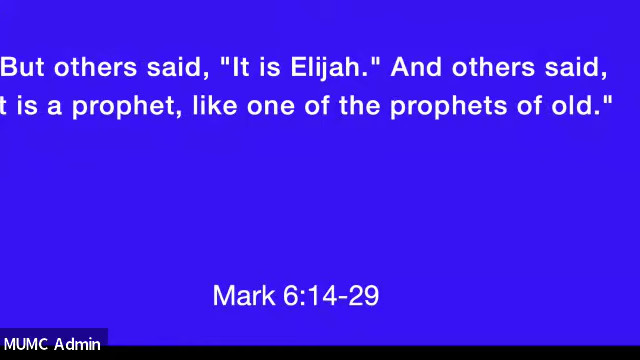 But others said, "It is Elijah." And others said,
t is a prophet, like one of the prophets of old."
Mark 6:14-29
MUMC Admin